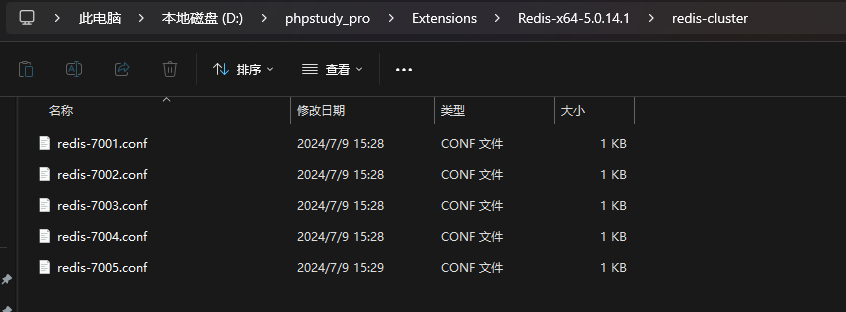 此电脑 > 本地磁盘 (D:) > phpstudy_pro > Extensions > Redis-x64-5.0.14.1 > redis-cluster
排序 查看 ···
名称 修改日期 类型 大小
redis-7001.conf 2024/7/9 15:28 CONF 文件 1 KB
redis-7002.conf 2024/7/9 15:28 CONF 文件 1 KB
redis-7003.conf 2024/7/9 15:28 CONF 文件 1 KB
redis-7004.conf 2024/7/9 15:28 CONF 文件 1 KB
redis-7005.conf 2024/7/9 15:29 CONF 文件 1 KB